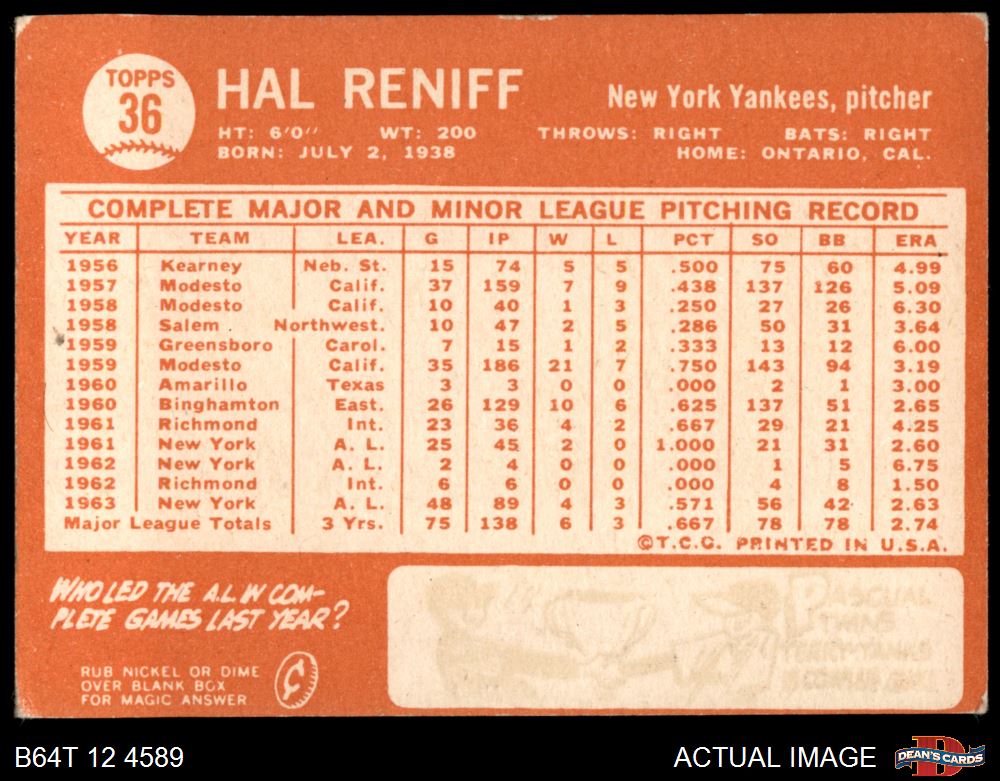 TOPPS
36
HAL RENIFF
New York Yankees, pitcher
HT: 6'0" WT: 200 THROWS: RIGHT BATS: RIGHT
BORN: JULY 2, 1938 HOME: ONTARIO, CAL.
COMPLETE MAJOR AND MINOR LEAGUE PITCHING RECORD
YEAR TEAM LEA. G IP W L PCT SO BB ERA
1956 Kearney Neb. St. 15 74 5 5 .500 75 60 4.99
1957 Modesto Calif. 37 159 7 9 .438 137 126 5.09
1958 Modesto Calif. 10 40 1 3 .250 27 26 6.30
1958 Salem Northwest. 10 47 2 5 .286 50 31 3.64
1959 Greensboro Carol. 7 15 1 2 .333 13 12 6.00
1959 Modesto Calif. 35 186 21 7 .750 143 94 3.19
1960 Amarillo Texas 3 3 0 0 .000 2 1 3.00
1960 Binghamton East. 26 129 10 6 .625 137 51 2.65
1961 Richmond Int. 23 36 4 2 .667 29 21 4.25
1961 New York A. L. 25 45 2 0 1.000 21 31 2.60
1962 New York A. L. 2 4 0 0 .000 1 5 6.75
1962 Richmond Int. 6 6 0 0 .000 4 8 1.50
1963 New York A. L. 48 89 4 3 .571 56 42 2.63
Major League Totals 3 Yrs. 75 138 6 3 .667 78 78 2.74
©T.C.G. PRINTED IN U.S.A.
WHO LED THE A.L. IN COM-
PLETE GAMES LAST YEAR?
RUB NICKEL OR DIME
OVER BLANK BOX
FOR MAGIC ANSWER
¢
PASCUAL
TWINS
TERRY-YANKS
B64T 12 4589
ACTUAL IMAGE
DEAN'S CARDS